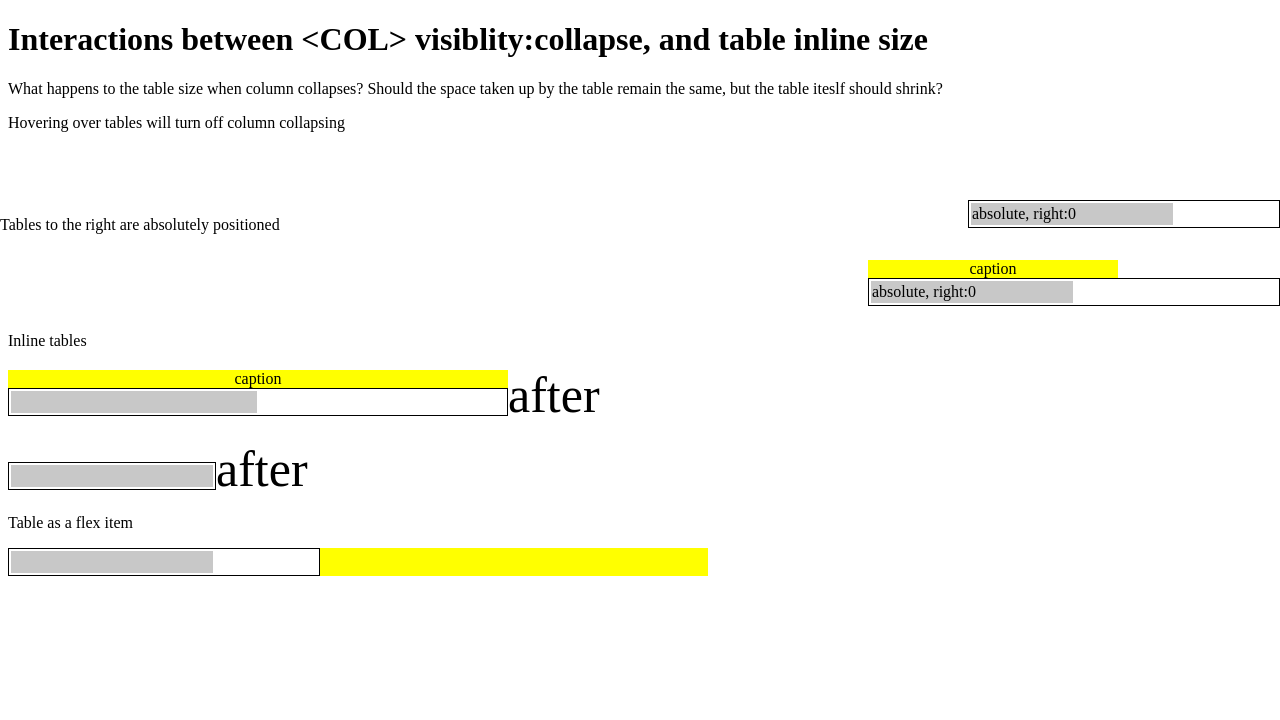 Interactions between <COL> visiblity:collapse, and table inline size
What happens to the table size when column collapses? Should the space taken up by the table remain the same, but the table iteslf should shrink?
Hovering over tables will turn off column collapsing
absolute, right:0
Tables to the right are absolutely positioned
caption
absolute, right:0
Inline tables
caption
after
after
Table as a flex item